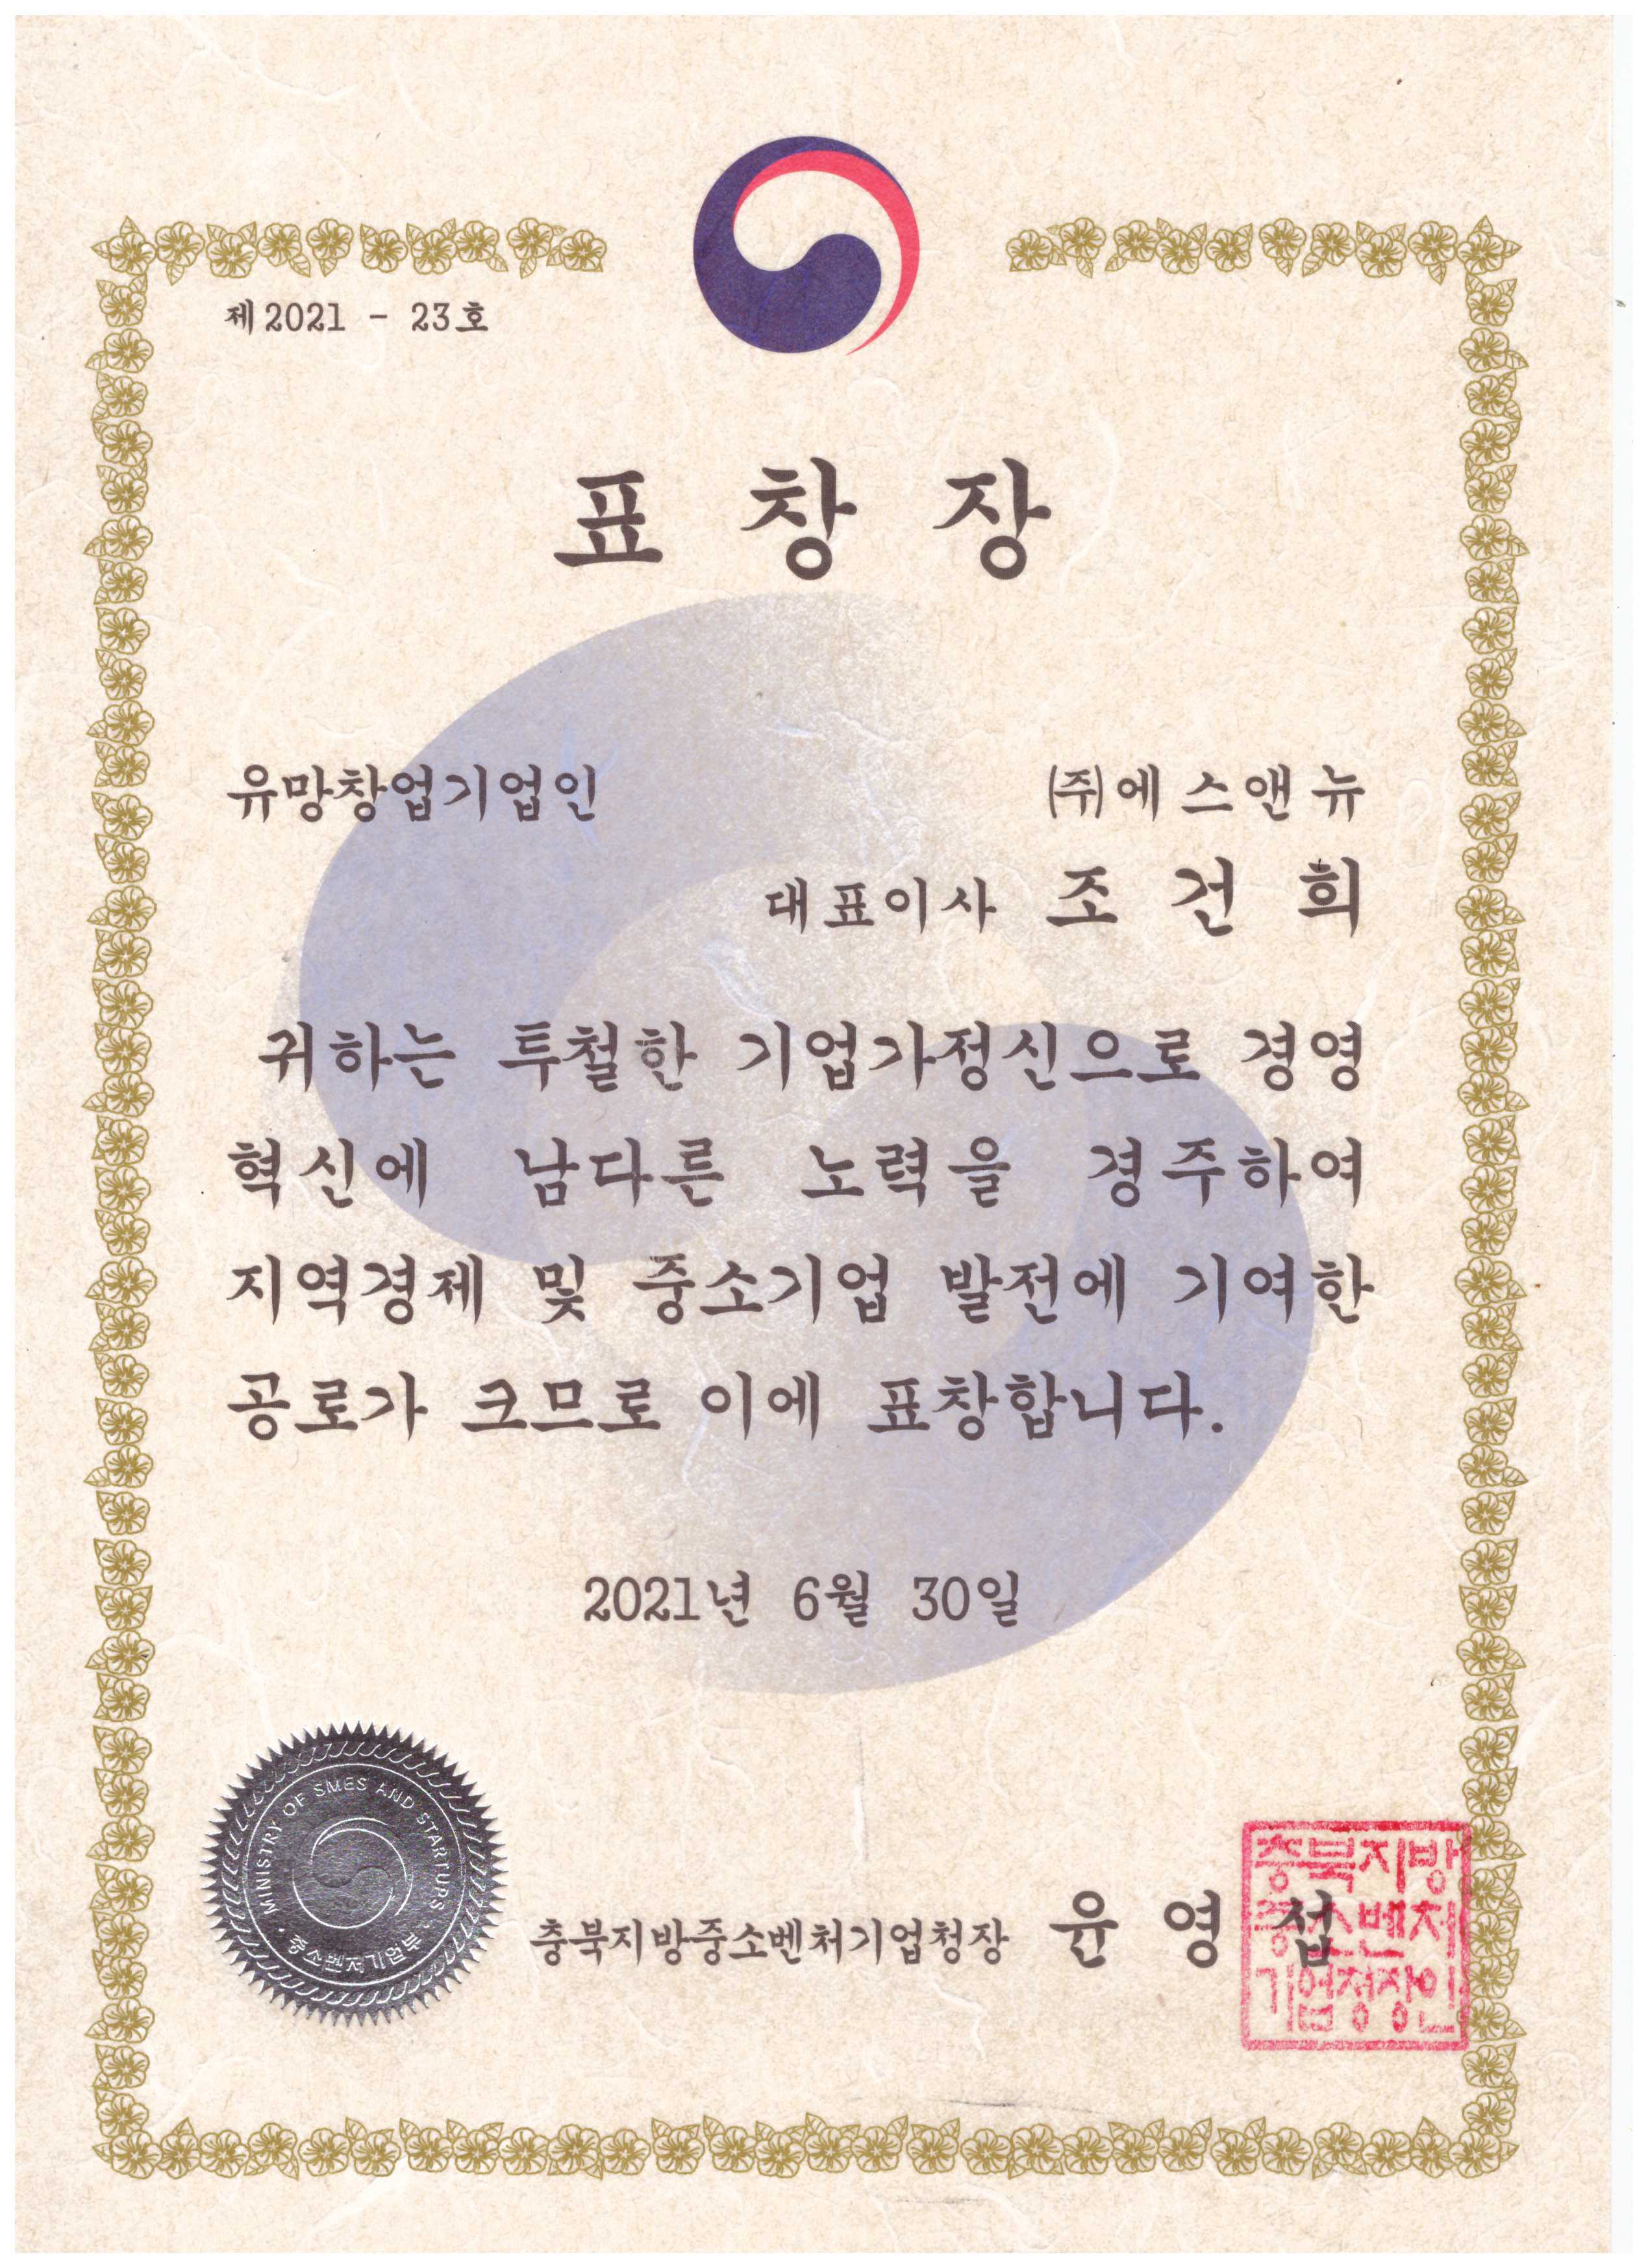 제2021 - 23호
표 창 장
유망창업기업인 ㈜에스앤뉴
대표이사 조 건 희
귀하는 투철한 기업가정신으로 경영
혁신에 남다른 노력을 경주하여
지역경제 및 중소기업 발전에 기여한
공로가 크므로 이에 표창합니다.
2021년 6월 30일
MINISTRY OF SMES AND STARTUPS
중소벤처기업부
충북지방중소벤처기업청장 윤 영 섭
충북지방
중소벤처
기업청장인